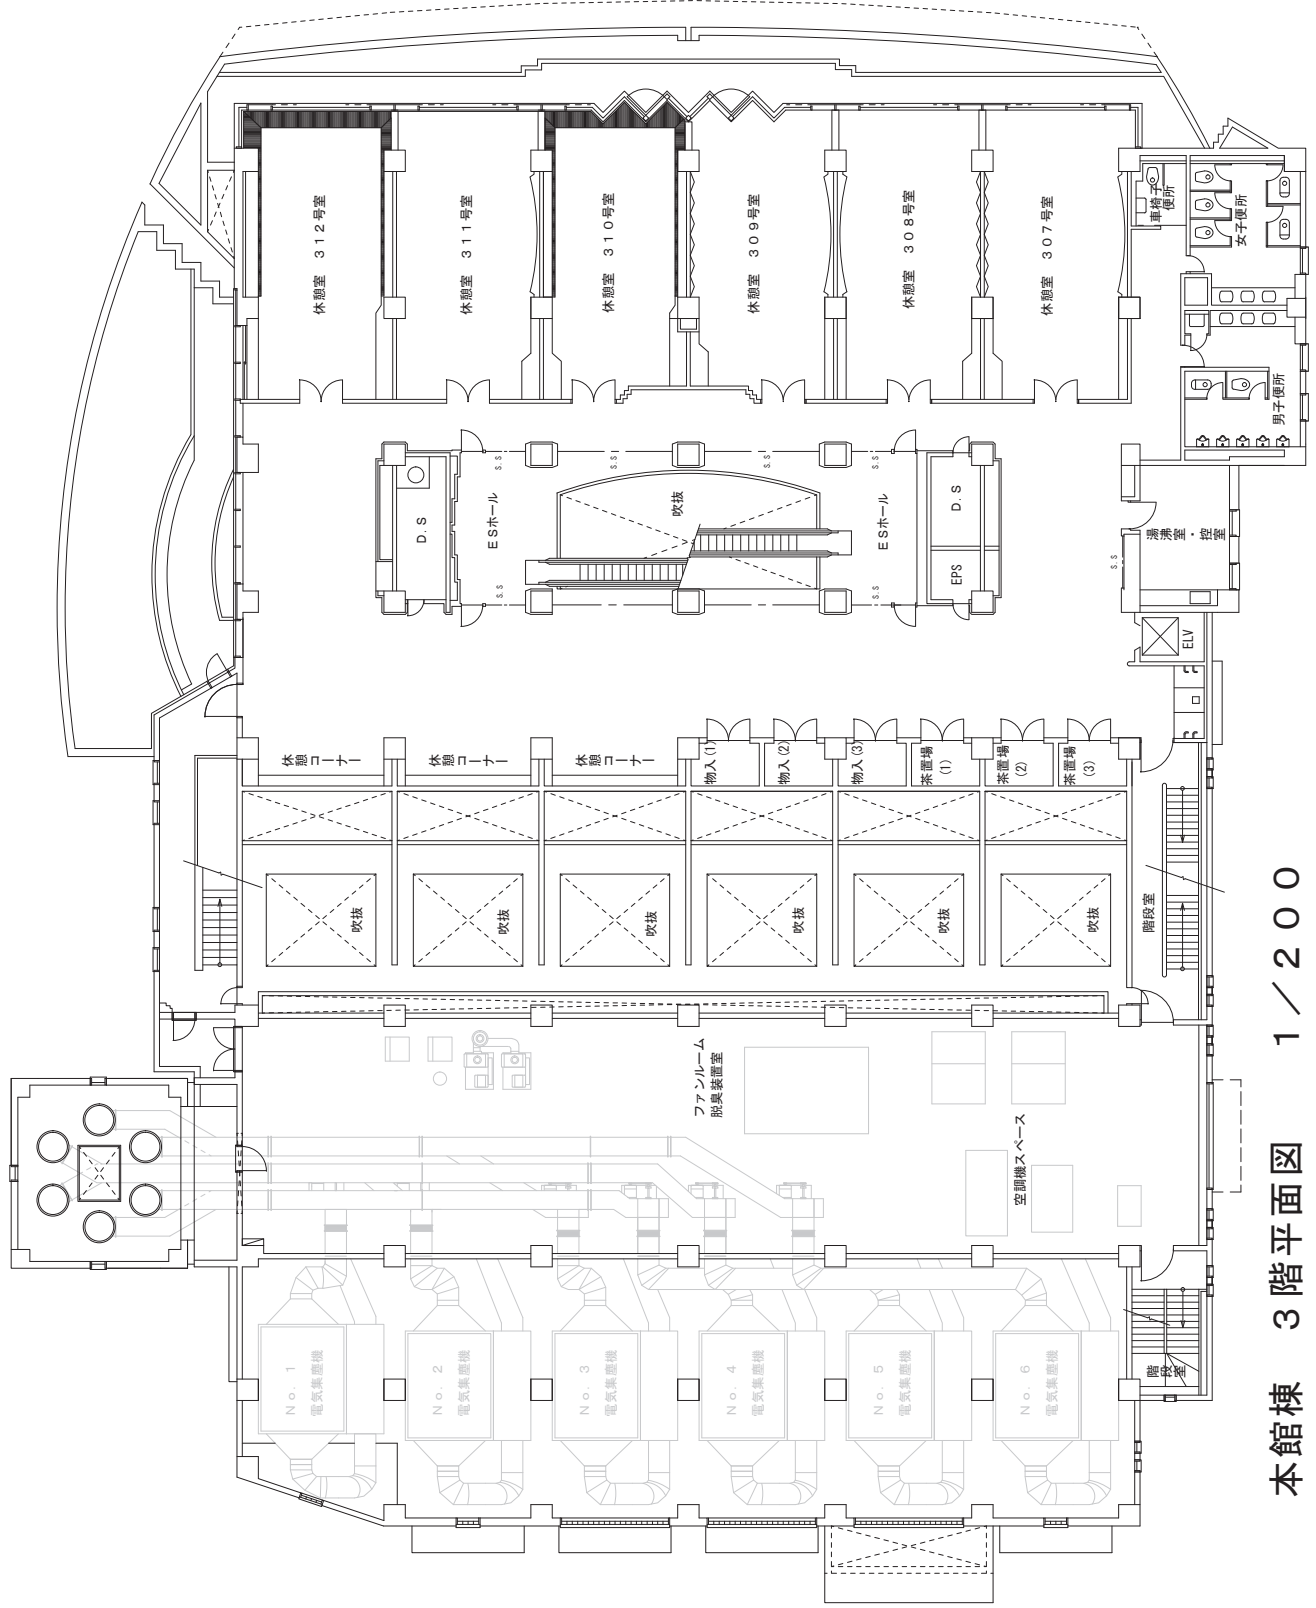 休憩室 312号室
休憩室 311号室
休憩室 310号室
休憩室 309号室
休憩室 308号室
休憩室 307号室
車椅子
便所
女子便所
男子便所
D.S
ESホール
S.S
S.S
S.S
S.S
吹抜
S.S
S.S
ESホール
D.S
EPS
S.S
湯沸
室・控室
ELV
休憩
コーナー
休憩
コーナー
休憩
コーナー
物入(1)
物入(2)
物入(3)
茶置場
(1)
茶置場
(2)
茶置場
(3)
吹抜
吹抜
吹抜
吹抜
吹抜
吹抜
階段室
ファンルーム
脱臭装置室
空調機スペース
No. 1
電気集塵機
No. 2
電気集塵機
No. 3
電気集塵機
No. 4
電気集塵機
No. 5
電気集塵機
No. 6
電気集塵機
階段室
本館棟 3階平面図 1/200